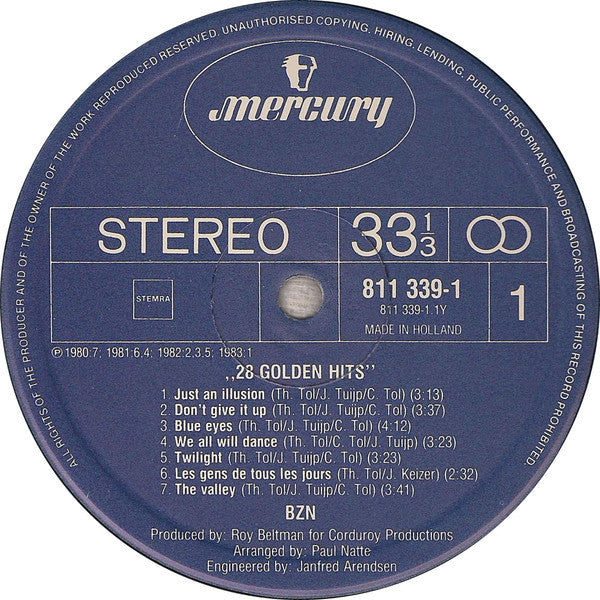 ALL RIGHTS OF THE PRODUCER AND OF THE OWNER OF THE WORK REPRODUCED RESERVED. UNAUTHORISED COPYING, HIRING, LENDING, PUBLIC PERFORMANCE AND BROADCASTING OF THIS RECORD PROHIBITED
mercury
STEREO 33 1/3
STEMRA
811 339-1
811 339-1.1Y
MADE IN HOLLAND
1
Ⓟ 1980:7; 1981:6,4; 1982:2,3,5; 1983:1
,,28 GOLDEN HITS''
1 Just an illusion (Th. Tol/J. Tuijp/C. Tol) (3:13)
2. Don't give it up (Th. Tol/J. Tuijp/C. Tol) (3:37)
3. Blue eyes (Th. Tol/J. Tuijp/C. Tol) (4:12)
4. We all will dance (Th. Tol/C. Tol/J. Tuijp) (3:23)
5. Twilight (Th. Tol/J. Tuijp/C. Tol) (3:23)
6. Les gens de tous les jours (Th. Tol/J. Keizer) (2:32)
7. The valley (Th. Tol/J. Tuijp/C. Tol) (3:41)
BZN
Produced by: Roy Beltman for Corduroy Productions
Arranged by: Paul Natte
Engineered by: Janfred Arendsen